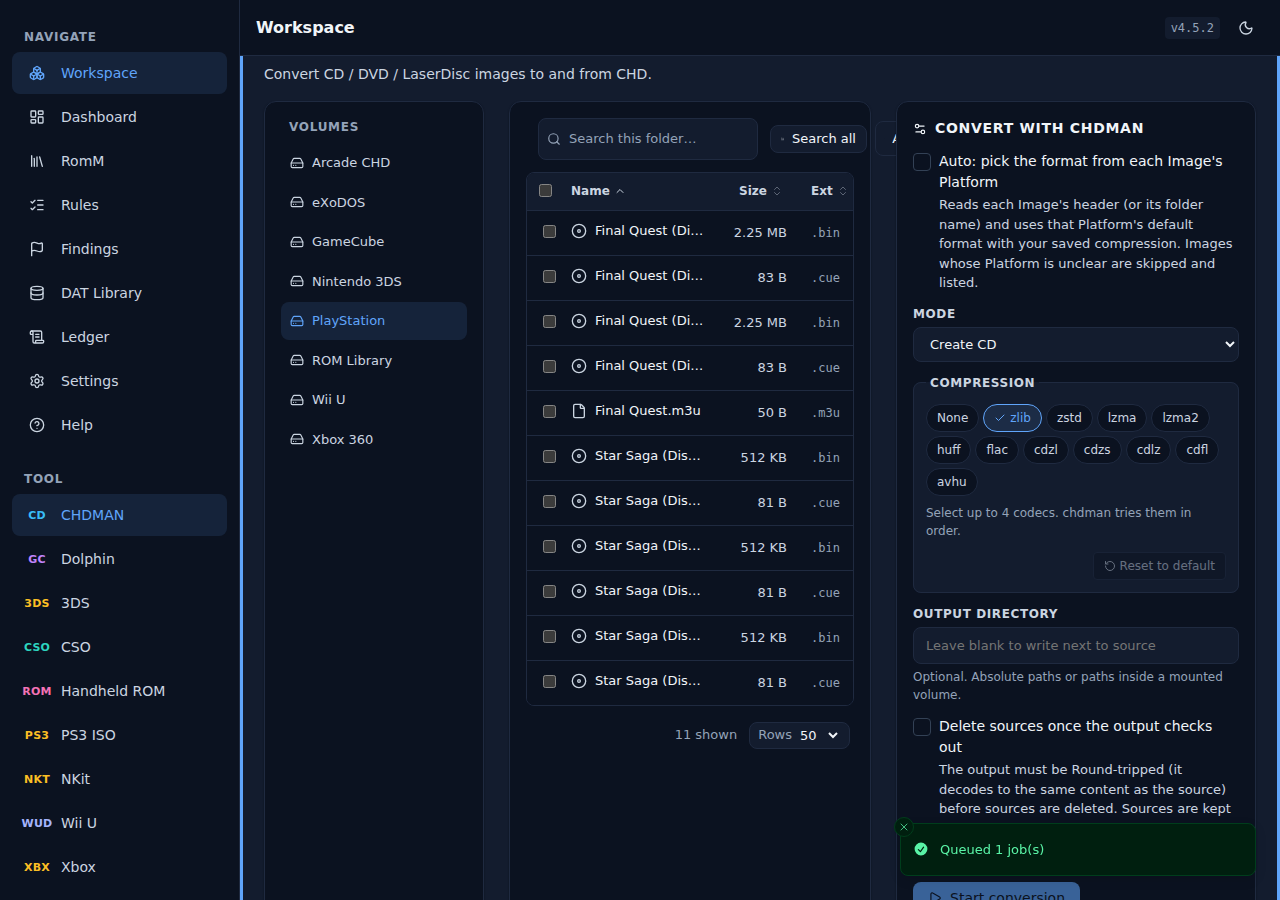 NAVIGATE
Workspace
Dashboard
RomM
Rules
Findings
DAT Library
Ledger
Settings
Help
TOOL
CD CHDMAN
GC Dolphin
3DS 3DS
CSO CSO
ROM Handheld ROM
PS3 PS3 ISO
NKT NKit
WUD Wii U
XBX Xbox
Workspace
v4.5.2
Convert CD / DVD / LaserDisc images to and from CHD.
VOLUMES
Arcade CHD
eXoDOS
GameCube
Nintendo 3DS
PlayStation
ROM Library
Wii U
Xbox 360
Search this folder…
Search all
Name Size Ext
Final Quest (Di… 2.25 MB .bin
Final Quest (Di… 83 B .cue
Final Quest (Di… 2.25 MB .bin
Final Quest (Di… 83 B .cue
Final Quest.m3u 50 B .m3u
Star Saga (Dis… 512 KB .bin
Star Saga (Dis… 81 B .cue
Star Saga (Dis… 512 KB .bin
Star Saga (Dis… 81 B .cue
Star Saga (Dis… 512 KB .bin
Star Saga (Dis… 81 B .cue
11 shown Rows 50
CONVERT WITH CHDMAN
Auto: pick the format from each Image's
Platform
Reads each Image's header (or its folder
name) and uses that Platform's default
format with your saved compression. Images
whose Platform is unclear are skipped and
listed.
MODE
Create CD
COMPRESSION
None zlib zstd lzma lzma2
huff flac cdzl cdzs cdlz cdfl
avhu
Select up to 4 codecs. chdman tries them in
order.
Reset to default
OUTPUT DIRECTORY
Leave blank to write next to source
Optional. Absolute paths or paths inside a mounted
volume.
Delete sources once the output checks
out
The output must be Round-tripped (it
decodes to the same content as the source)
before sources are deleted. Sources are kept
Queued 1 job(s)
Start conversion